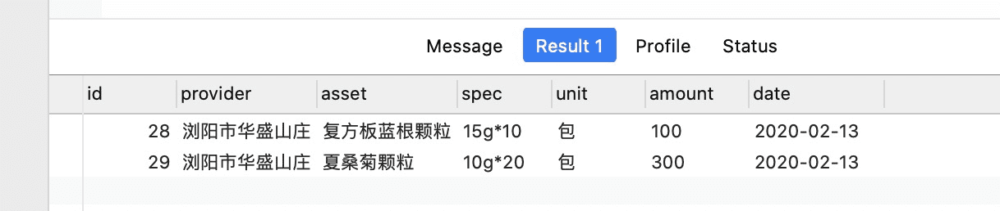 Message Result 1 Profile Status
id provider asset spec unit amount date
28 浏阳市华盛山庄 复方板蓝根颗粒 15g*10 包 100 2020-02-13
29 浏阳市华盛山庄 夏桑菊颗粒 10g*20 包 300 2020-02-13